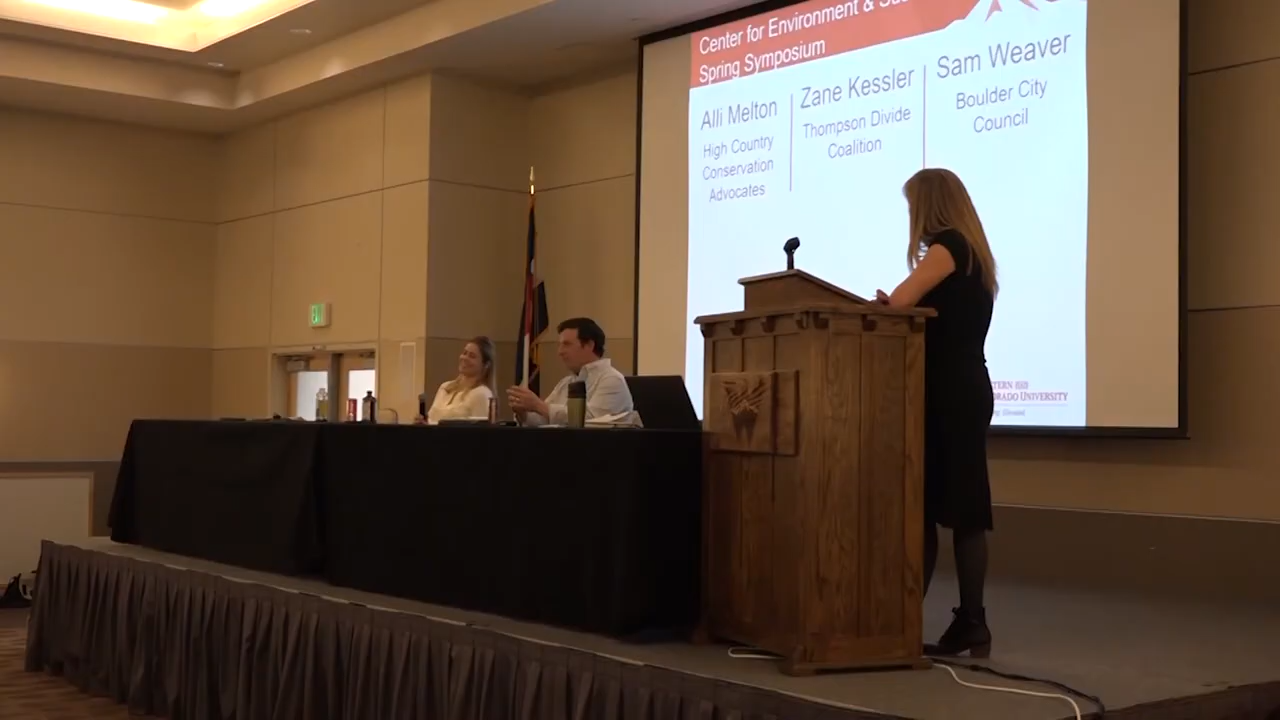 Center for Environment &
Spring Symposium
Alli Melton
High Country
Conservation
Advocates
Zane Kessler
Thompson Divide
Coalition
Sam Weaver
Boulder City
Council
UNIVERSITY